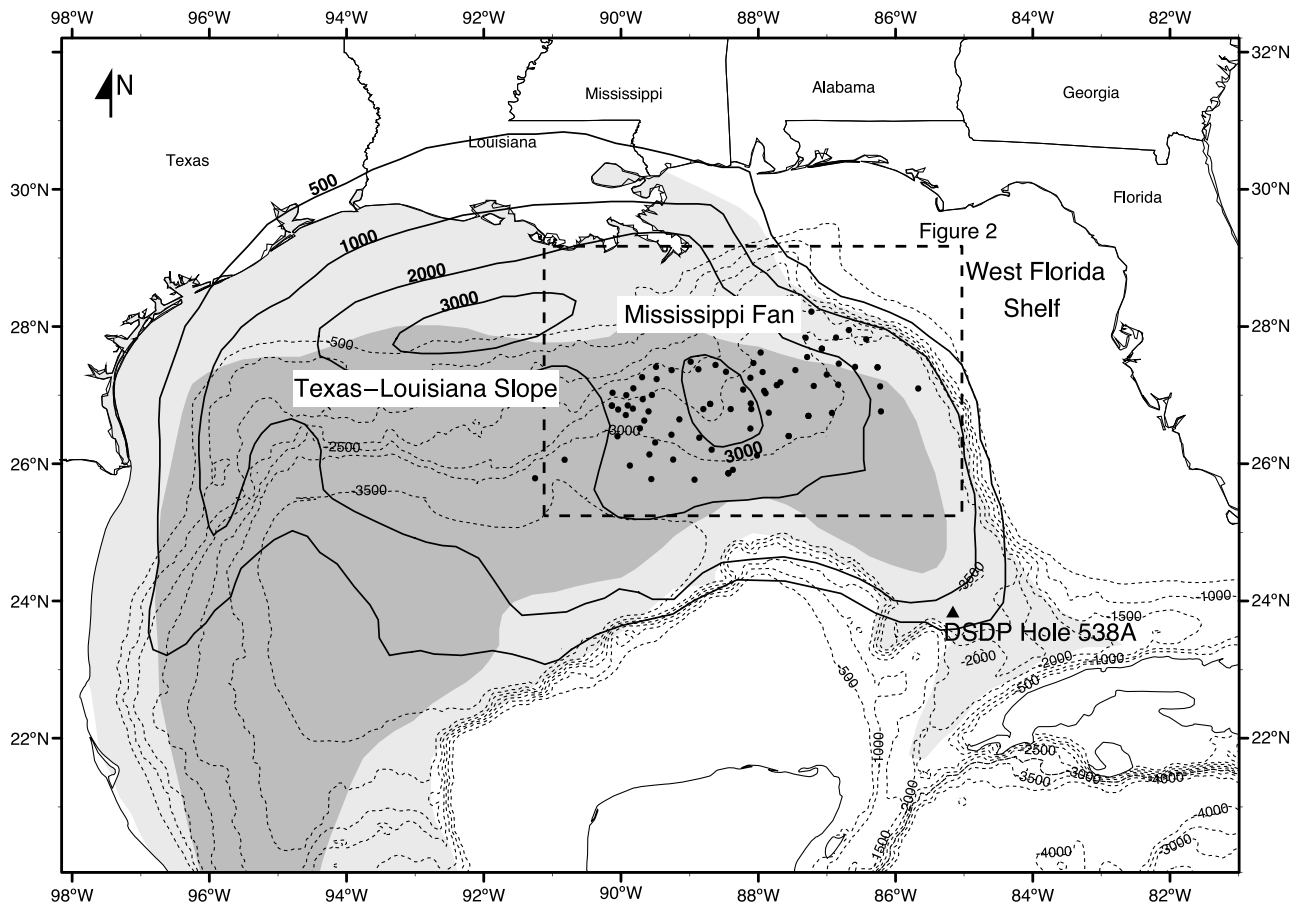 98°W 96°W 94°W 92°W 90°W 88°W 86°W 84°W 82°W
32°N
N
Mississippi
Alabama
Georgia
Texas
Louisiana
500
30°N
30°N
Florida
1000
Figure 2
2000
West Florida
Shelf
3000
Mississippi Fan
28°N
28°N
-500
Texas–Louisiana Slope
-3000
-2500
3000
26°N
26°N
-3500
-3500
24°N
24°N
-1000
-1500
DSDP Hole 538A
-2000
-2000
-1000
-500
-500
22°N
22°N
-1000
-2500
-3500
-3000
-4000
-2000
-4000
-1500
-4000
-3000
98°W 96°W 94°W 92°W 90°W 88°W 86°W 84°W 82°W